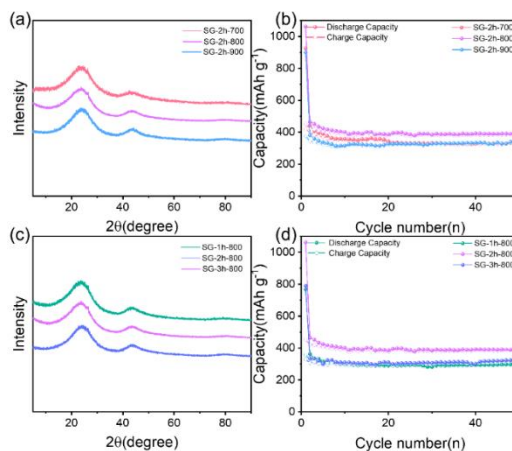 (a)
SG-2h-700
SG-2h-800
SG-2h-900
Intensity
20 40 60 80
2θ(degree)
(b)
Discharge Capacity
Charge Capacity
SG-2h-700
SG-2h-800
SG-2h-900
Capacity(mAh g⁻¹)
1000
800
600
400
200
0
0 10 20 30 40
Cycle number(n)
(c)
SG-1h-800
SG-2h-800
SG-3h-800
Intensity
20 40 60 80
2θ(degree)
(d)
Discharge Capacity
Charge Capacity
SG-1h-800
SG-2h-800
SG-3h-800
Capacity(mAh g⁻¹)
1000
800
600
400
200
0
0 10 20 30 40
Cycle number(n)